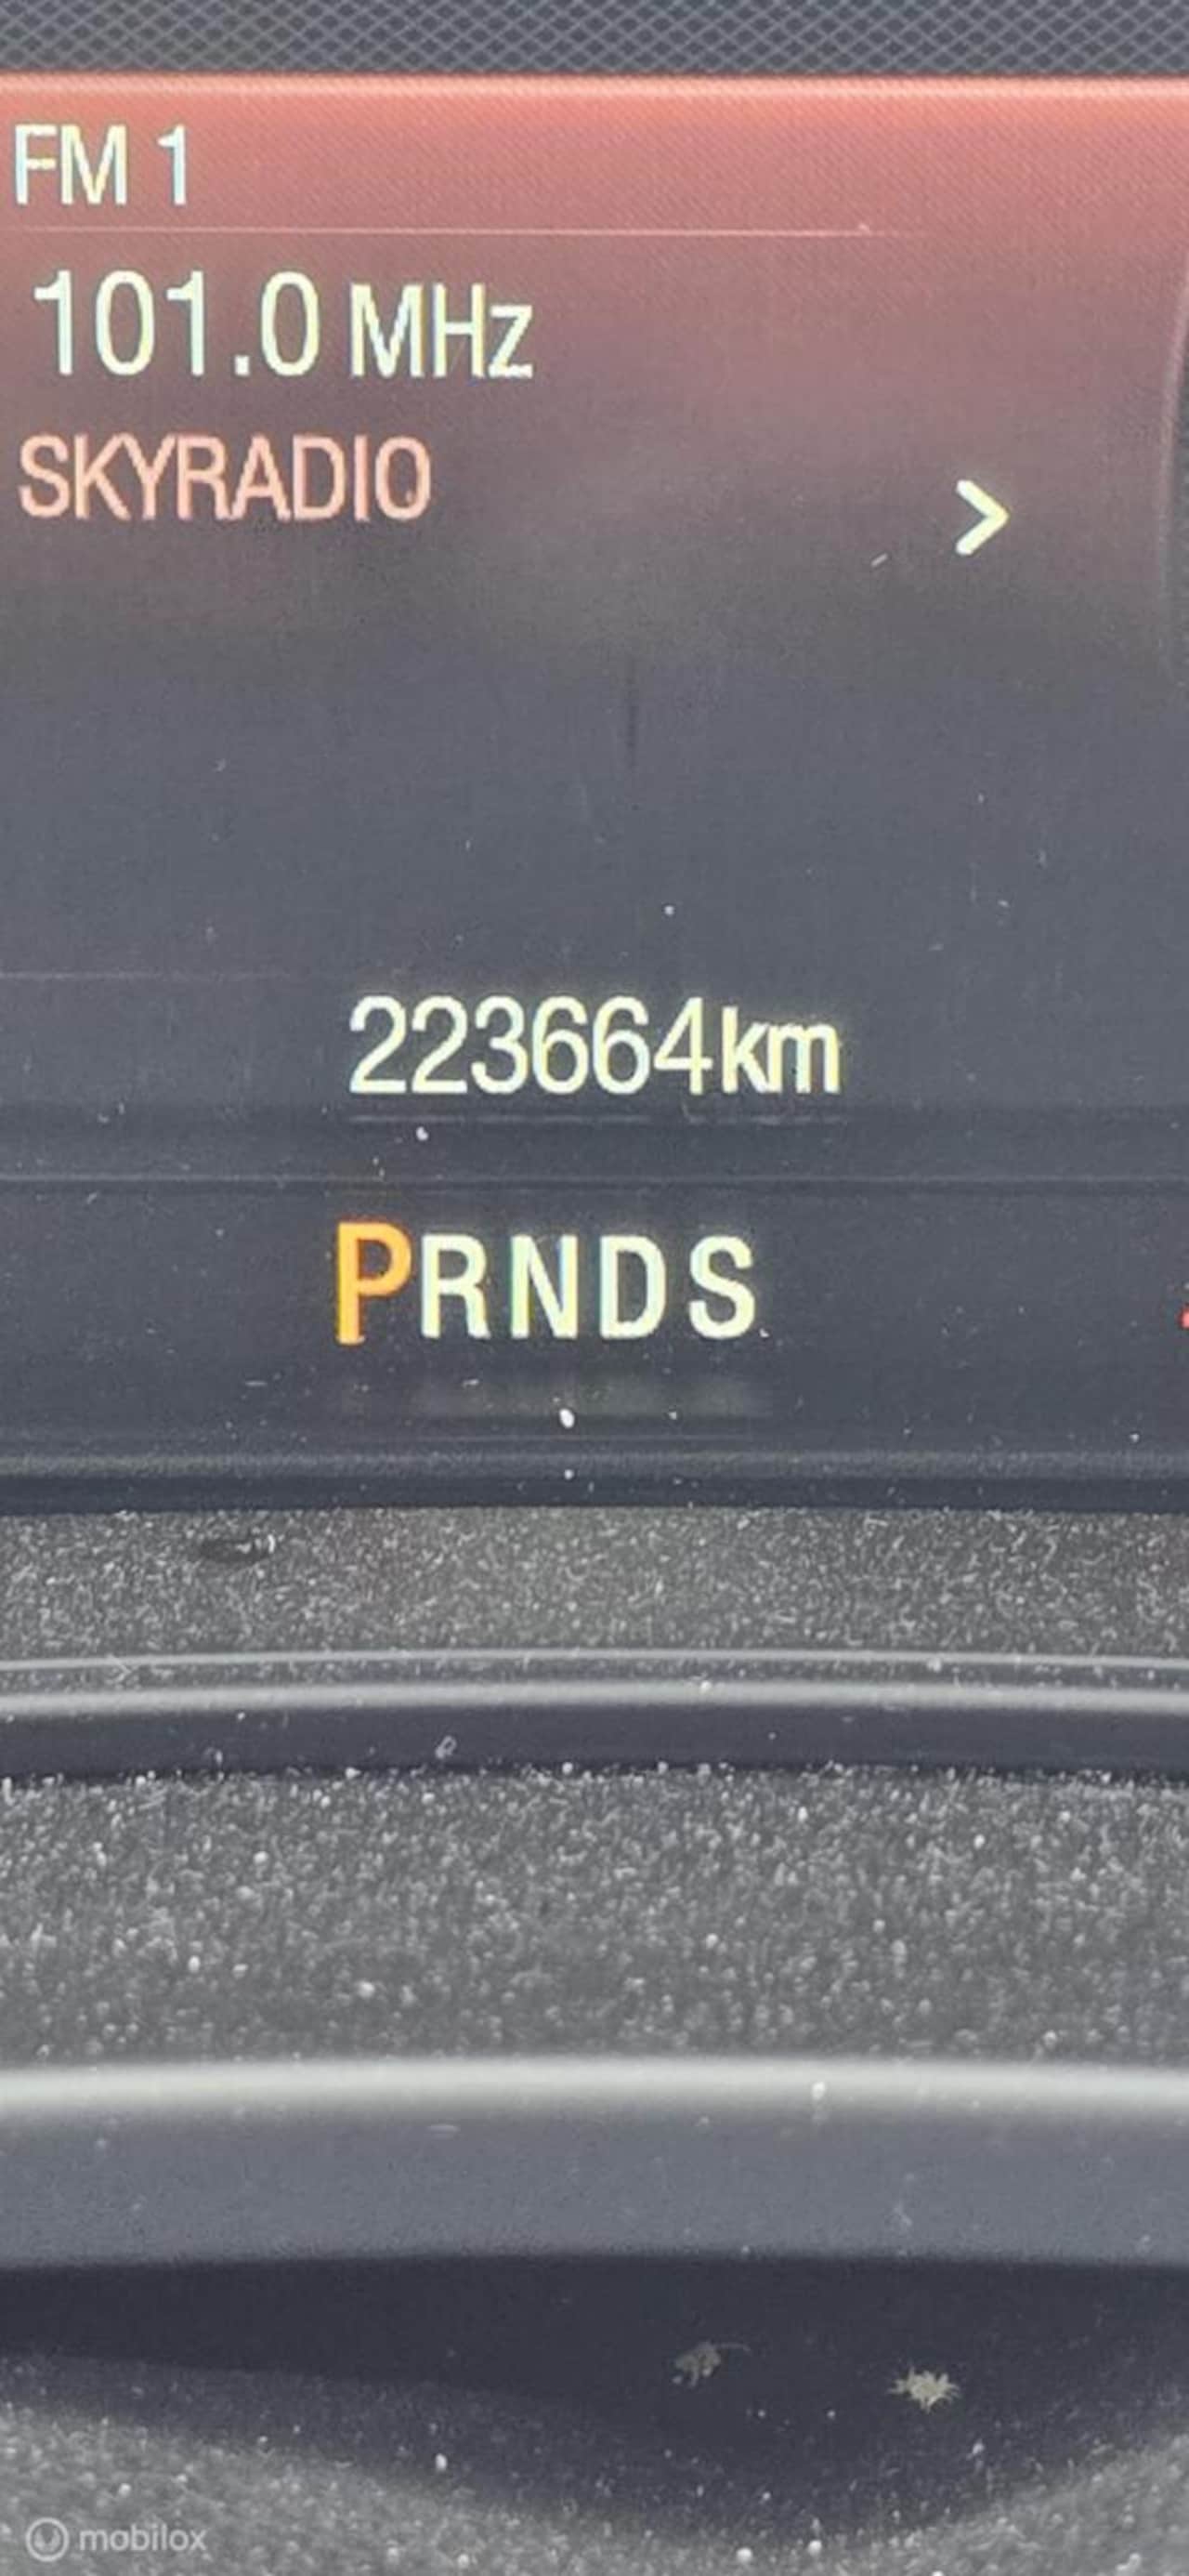 FM 1
101.0 MHz
SKYRADIO
>
223664km
PRNDS
mobilox